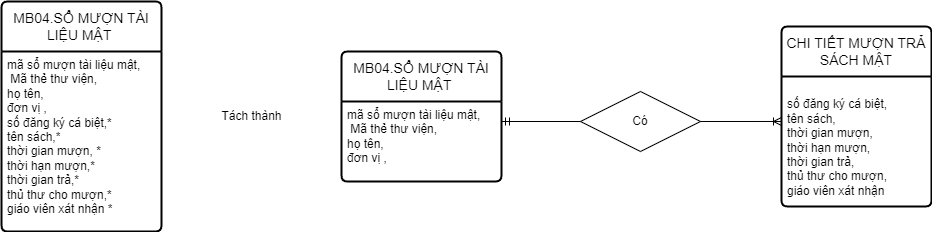 MB04.SỔ MƯỢN TÀI
LIỆU MẬT
mã sổ mượn tài liệu mật,
Mã thẻ thư viện,
họ tên,
đơn vị ,
số đăng ký cá biệt,*
tên sách,*
thời gian mượn, *
thời hạn mượn,*
thời gian trả,*
thủ thư cho mượn,*
giáo viên xát nhận *
Tách thành
MB04.SỔ MƯỢN TÀI
LIỆU MẬT
mã sổ mượn tài liệu mật,
Mã thẻ thư viện,
họ tên,
đơn vị ,
Có
CHI TIẾT MƯỢN TRẢ
SÁCH MẬT
số đăng ký cá biệt,
tên sách,
thời gian mượn,
thời hạn mượn,
thời gian trả,
thủ thư cho mượn,
giáo viên xát nhận